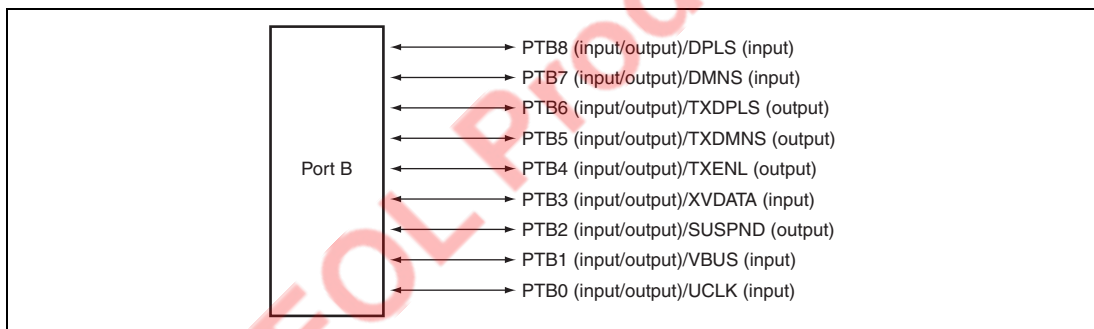 Port B
PTB8 (input/output)/DPLS (input)
PTB7 (input/output)/DMNS (input)
PTB6 (input/output)/TXDPLS (output)
PTB5 (input/output)/TXDMNS (output)
PTB4 (input/output)/TXENL (output)
PTB3 (input/output)/XVDATA (input)
PTB2 (input/output)/SUSPND (output)
PTB1 (input/output)/VBUS (input)
PTB0 (input/output)/UCLK (input)
EOL Prod